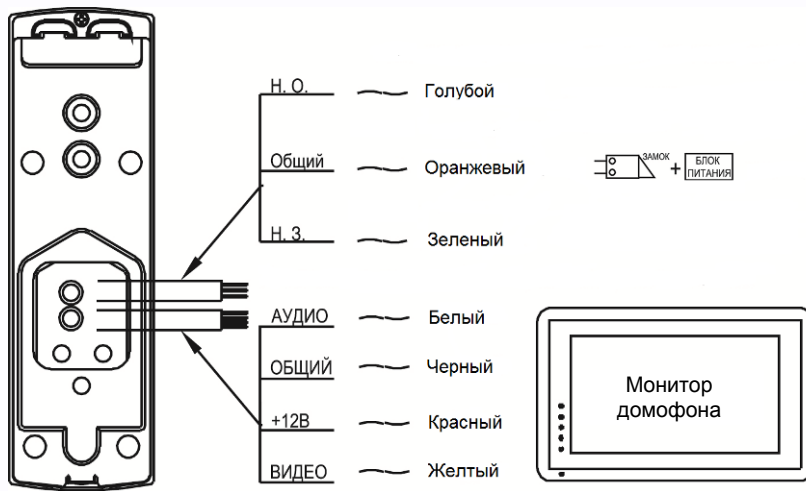 Н. О. Голубой
Общий Оранжевый
ЗАМОК + БЛОК
ПИТАНИЯ
Н. З. Зеленый
АУДИО Белый
ОБЩИЙ Черный
+12В Красный
ВИДЕО Желтый
Монитор
домофона